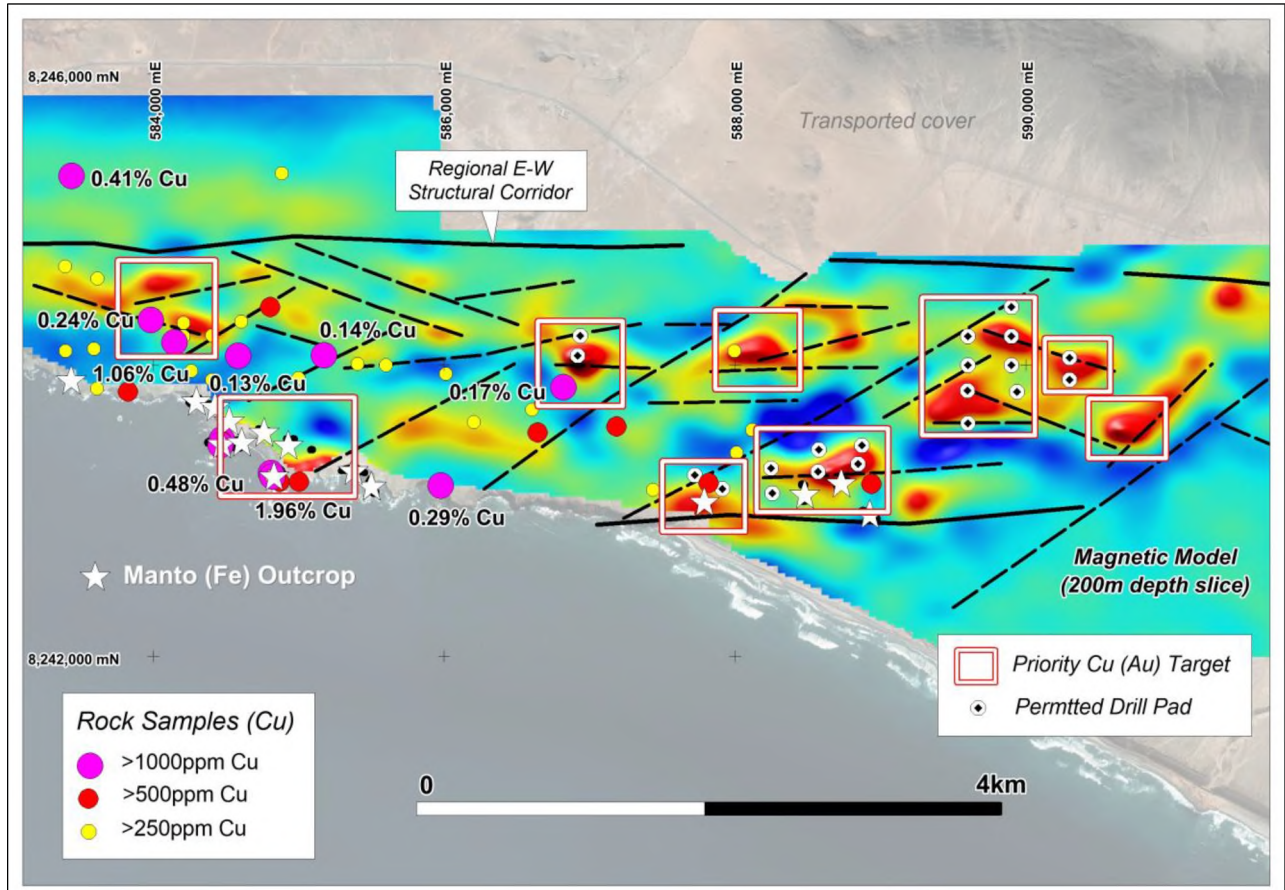 8,246,000 mN
584,000 mE
586,000 mE
588,000 mE
590,000 mE
Transported cover
Regional E-W
Structural Corridor
0.41% Cu
0.24% Cu
0.14% Cu
1.06% Cu
0.13% Cu
0.17% Cu
0.48% Cu
1.96% Cu
0.29% Cu
Manto (Fe) Outcrop
Magnetic Model
(200m depth slice)
8,242,000 mN
Priority Cu (Au) Target
Permtted Drill Pad
Rock Samples (Cu)
>1000ppm Cu
>500ppm Cu
>250ppm Cu
0
4km